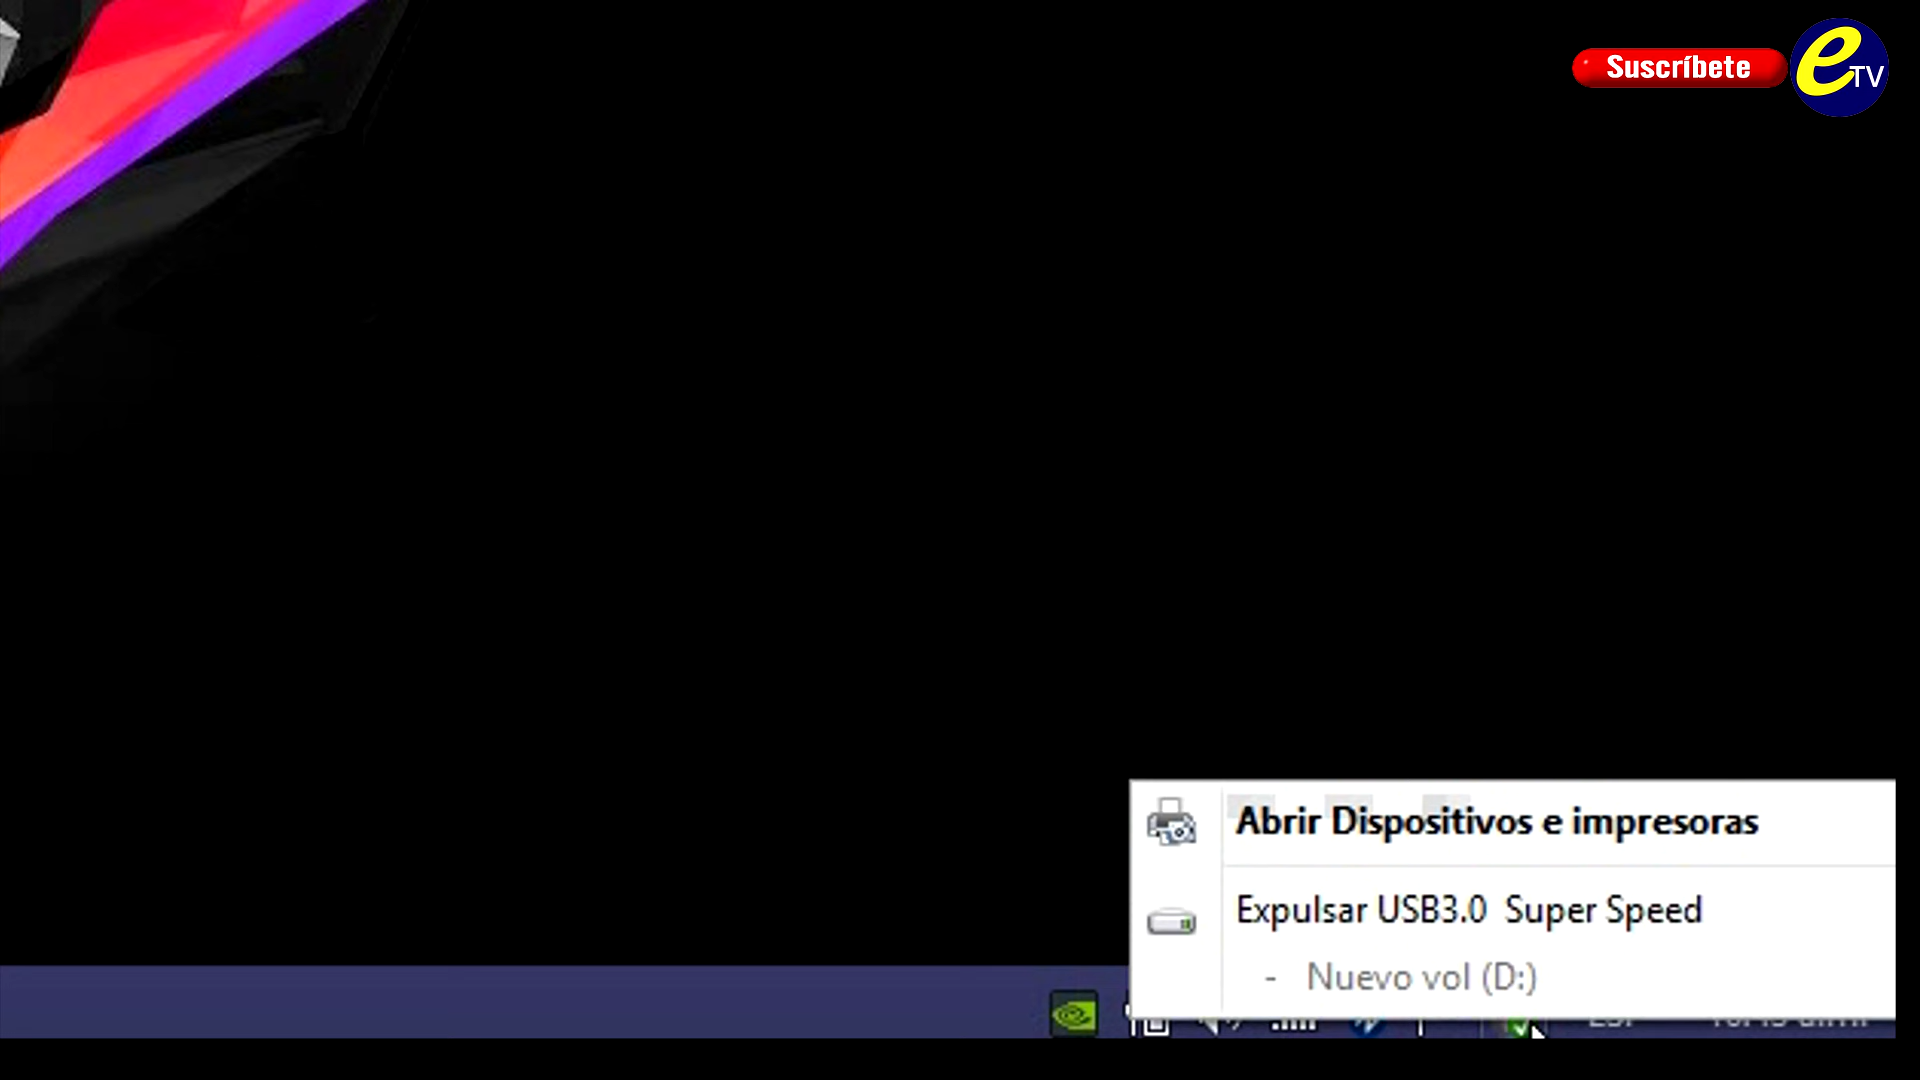 Suscríbete
eTV
Abrir Dispositivos e impresoras
Expulsar USB3.0 Super Speed
- Nuevo vol (D:)